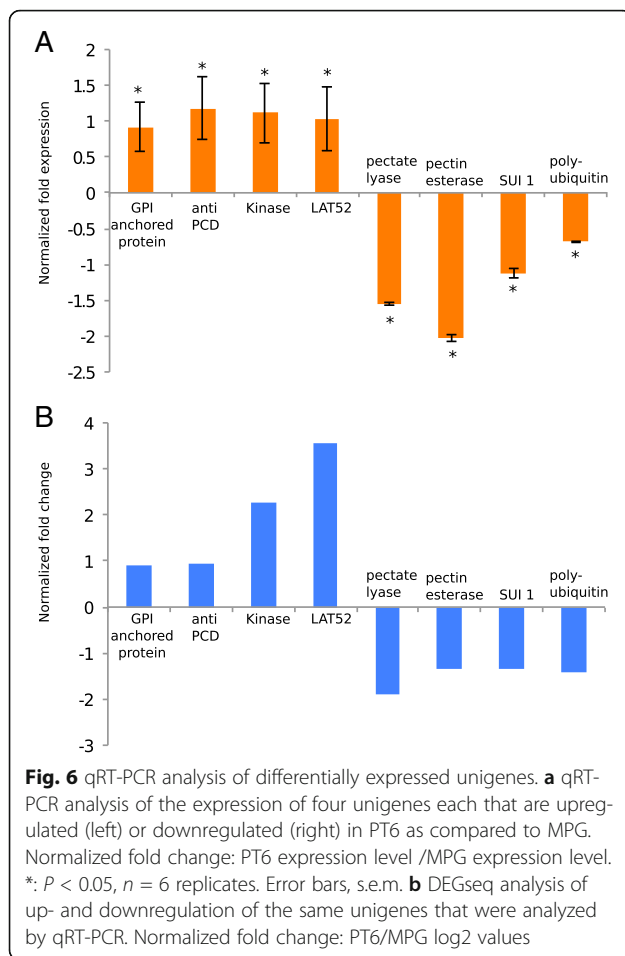 A
Normalized fold expression
2
1.5
1
0.5
0
-0.5
-1
-1.5
-2
-2.5
* * * *
GPI anchored protein
anti PCD
Kinase
LAT52
pectate lyase
pectin esterase
SUI 1
poly-ubiquitin
* * * *
B
Normalized fold change
4
3
2
1
0
-1
-2
-3
GPI anchored protein
anti PCD
Kinase
LAT52
pectate lyase
pectin esterase
SUI 1
poly-ubiquitin
Fig. 6 qRT-PCR analysis of differentially expressed unigenes. a qRT-
PCR analysis of the expression of four unigenes each that are upreg-
ulated (left) or downregulated (right) in PT6 as compared to MPG.
Normalized fold change: PT6 expression level /MPG expression level.
*: P < 0.05, n = 6 replicates. Error bars, s.e.m. b DEGseq analysis of
up- and downregulation of the same unigenes that were analyzed
by qRT-PCR. Normalized fold change: PT6/MPG log2 values